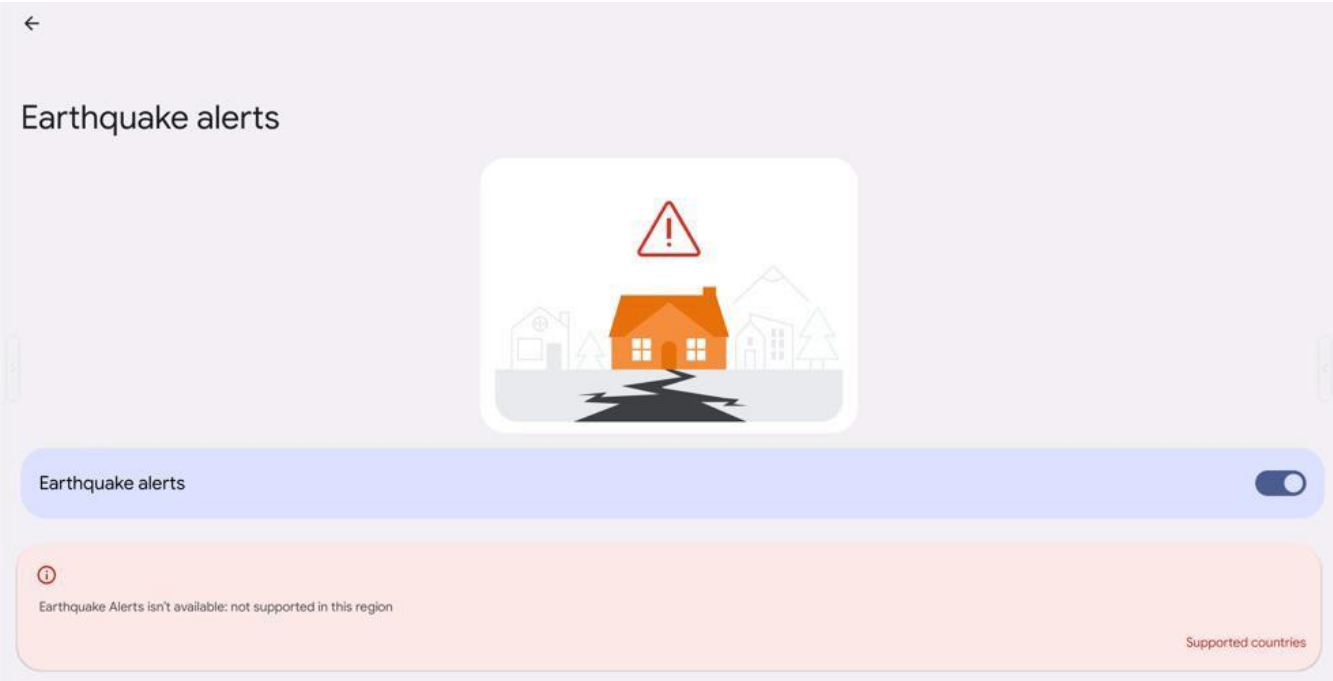 Earthquake alerts
Earthquake alerts
Earthquake Alerts isn't available: not supported in this region
Supported countries